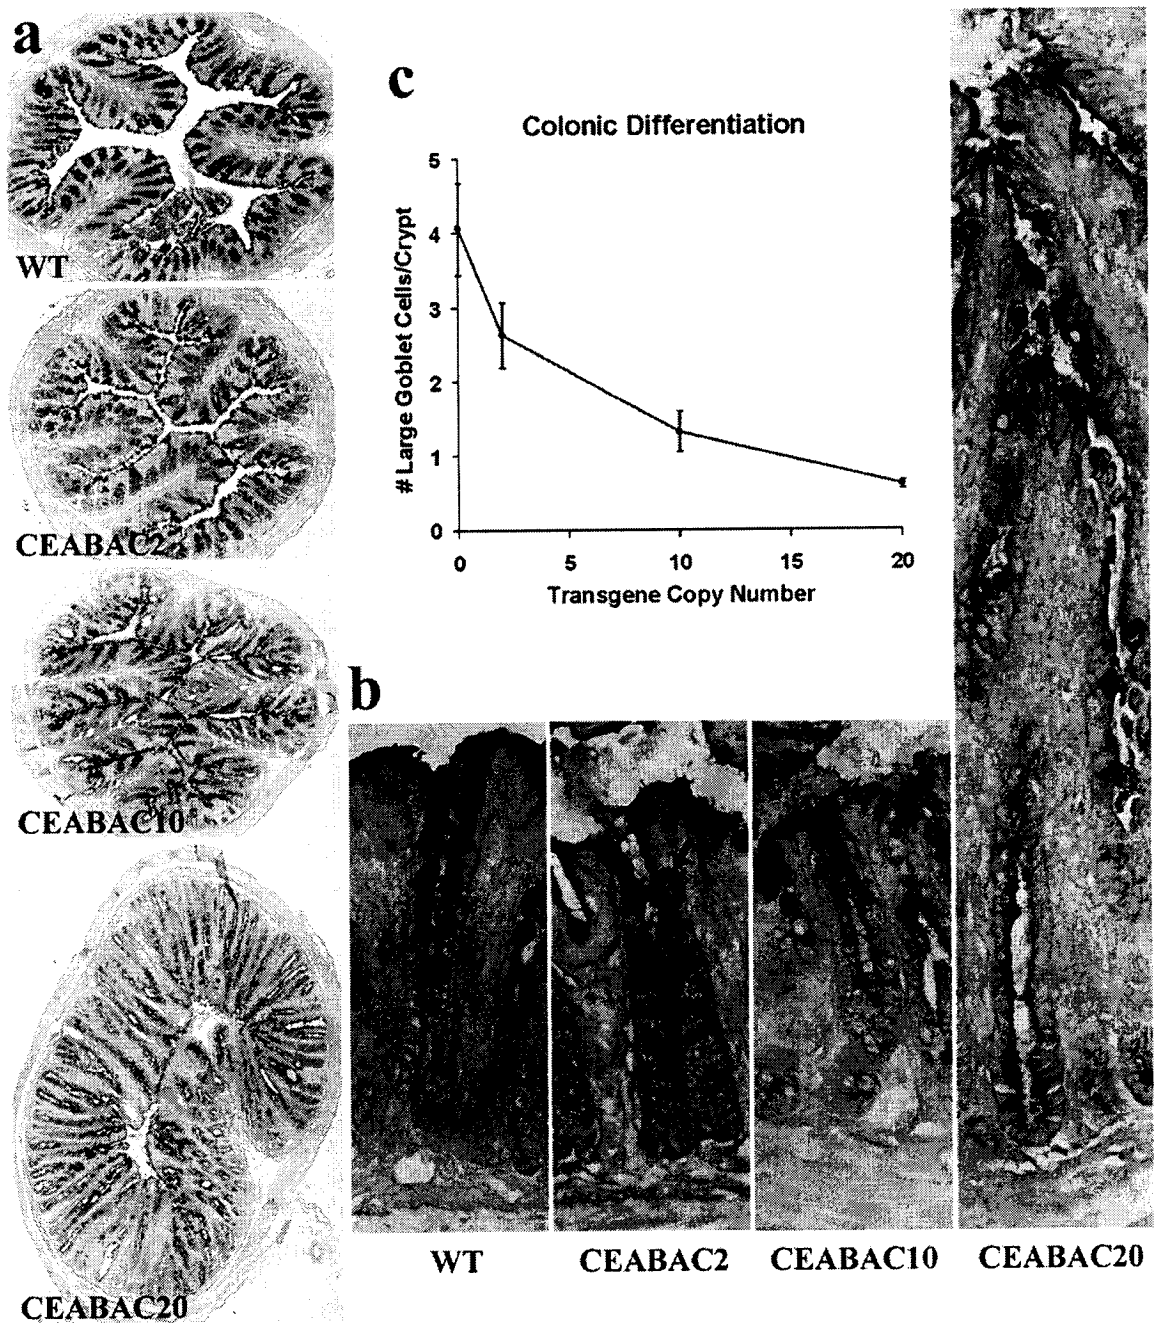 a
WT
CEABAC2
CEABAC10
CEABAC20
c
Colonic Differentiation
# Large Goblet Cells/Crypt
5
4
3
2
1
0
0 5 10 15 20
Transgene Copy Number
b
WT CEABAC2 CEABAC10 CEABAC20